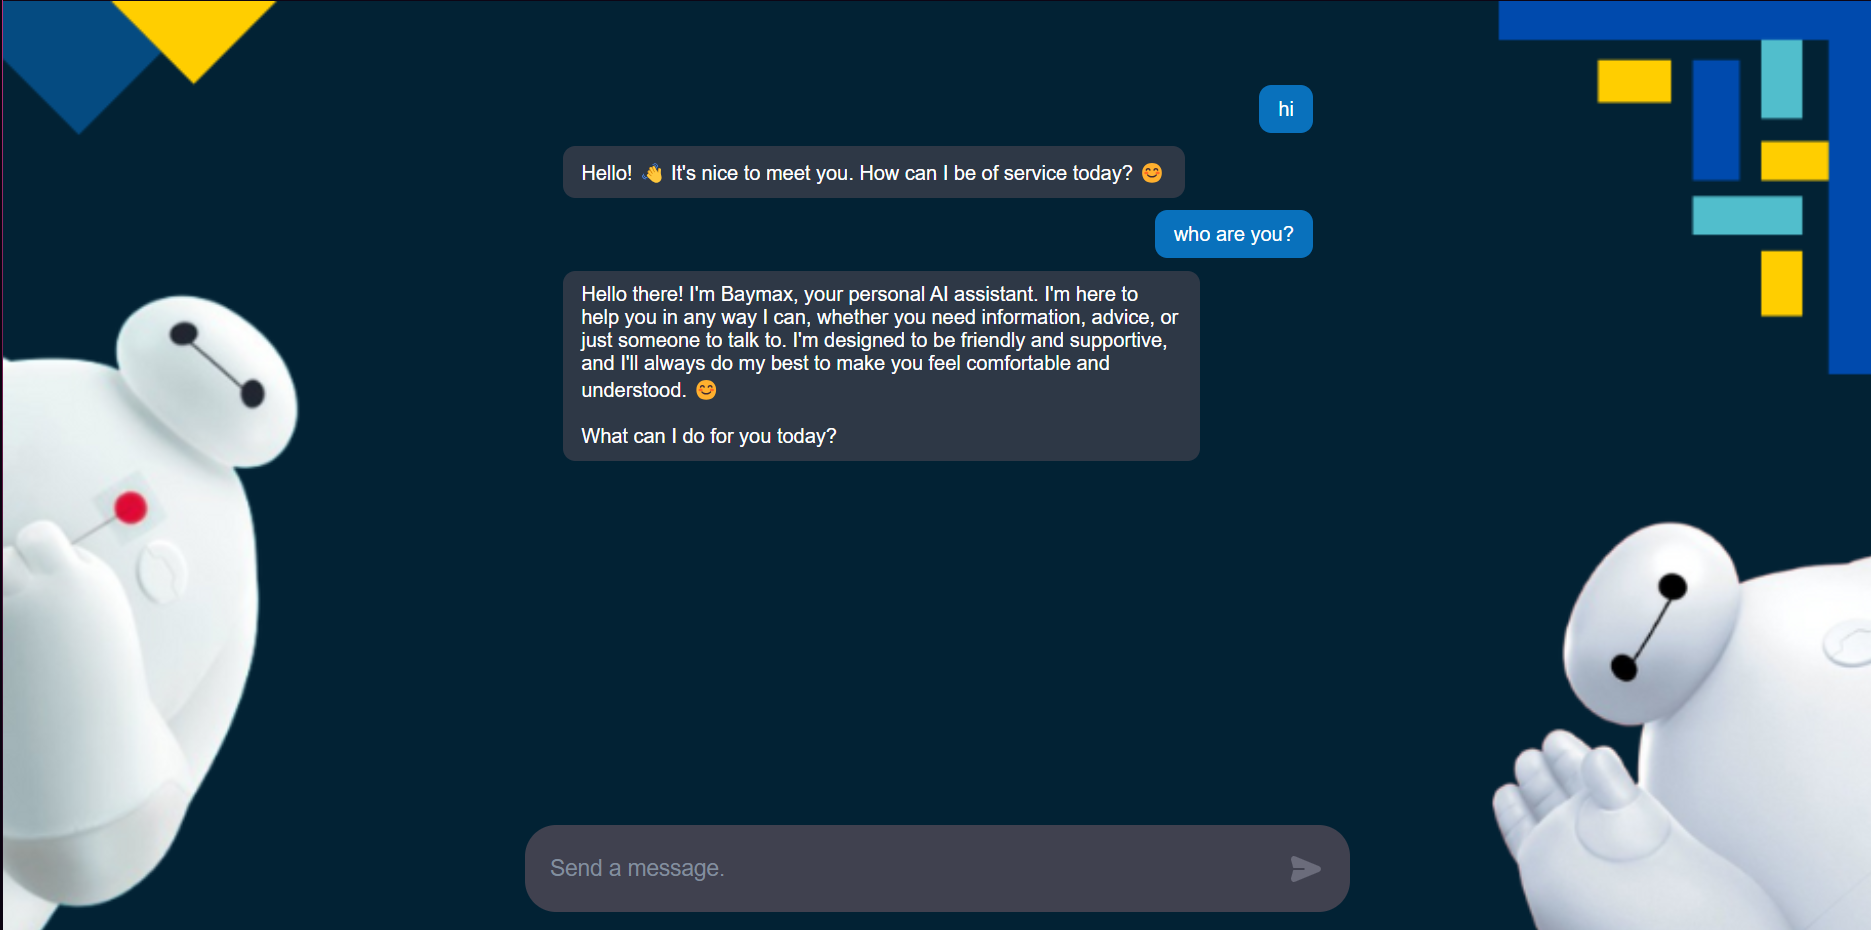 hi
Hello! 👋 It's nice to meet you. How can I be of service today? 😊
who are you?
Hello there! I'm Baymax, your personal AI assistant. I'm here to
help you in any way I can, whether you need information, advice, or
just someone to talk to. I'm designed to be friendly and supportive,
and I'll always do my best to make you feel comfortable and
understood. 😊
What can I do for you today?
Send a message.